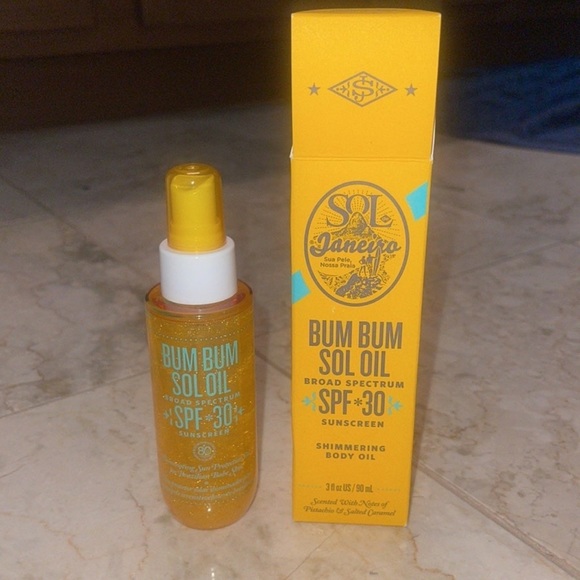 BUM BUM
SOL OIL
BROAD SPECTRUM
SPF*30
SUNSCREEN
SOL
de
Janeiro
Sua Pele,
Nossa Praia
BUM BUM
SOL OIL
BROAD SPECTRUM
SPF*30
SUNSCREEN
SHIMMERING
BODY OIL
3 fl oz US / 90 mL
Scented With Notes of
Pistachio & Salted Caramel